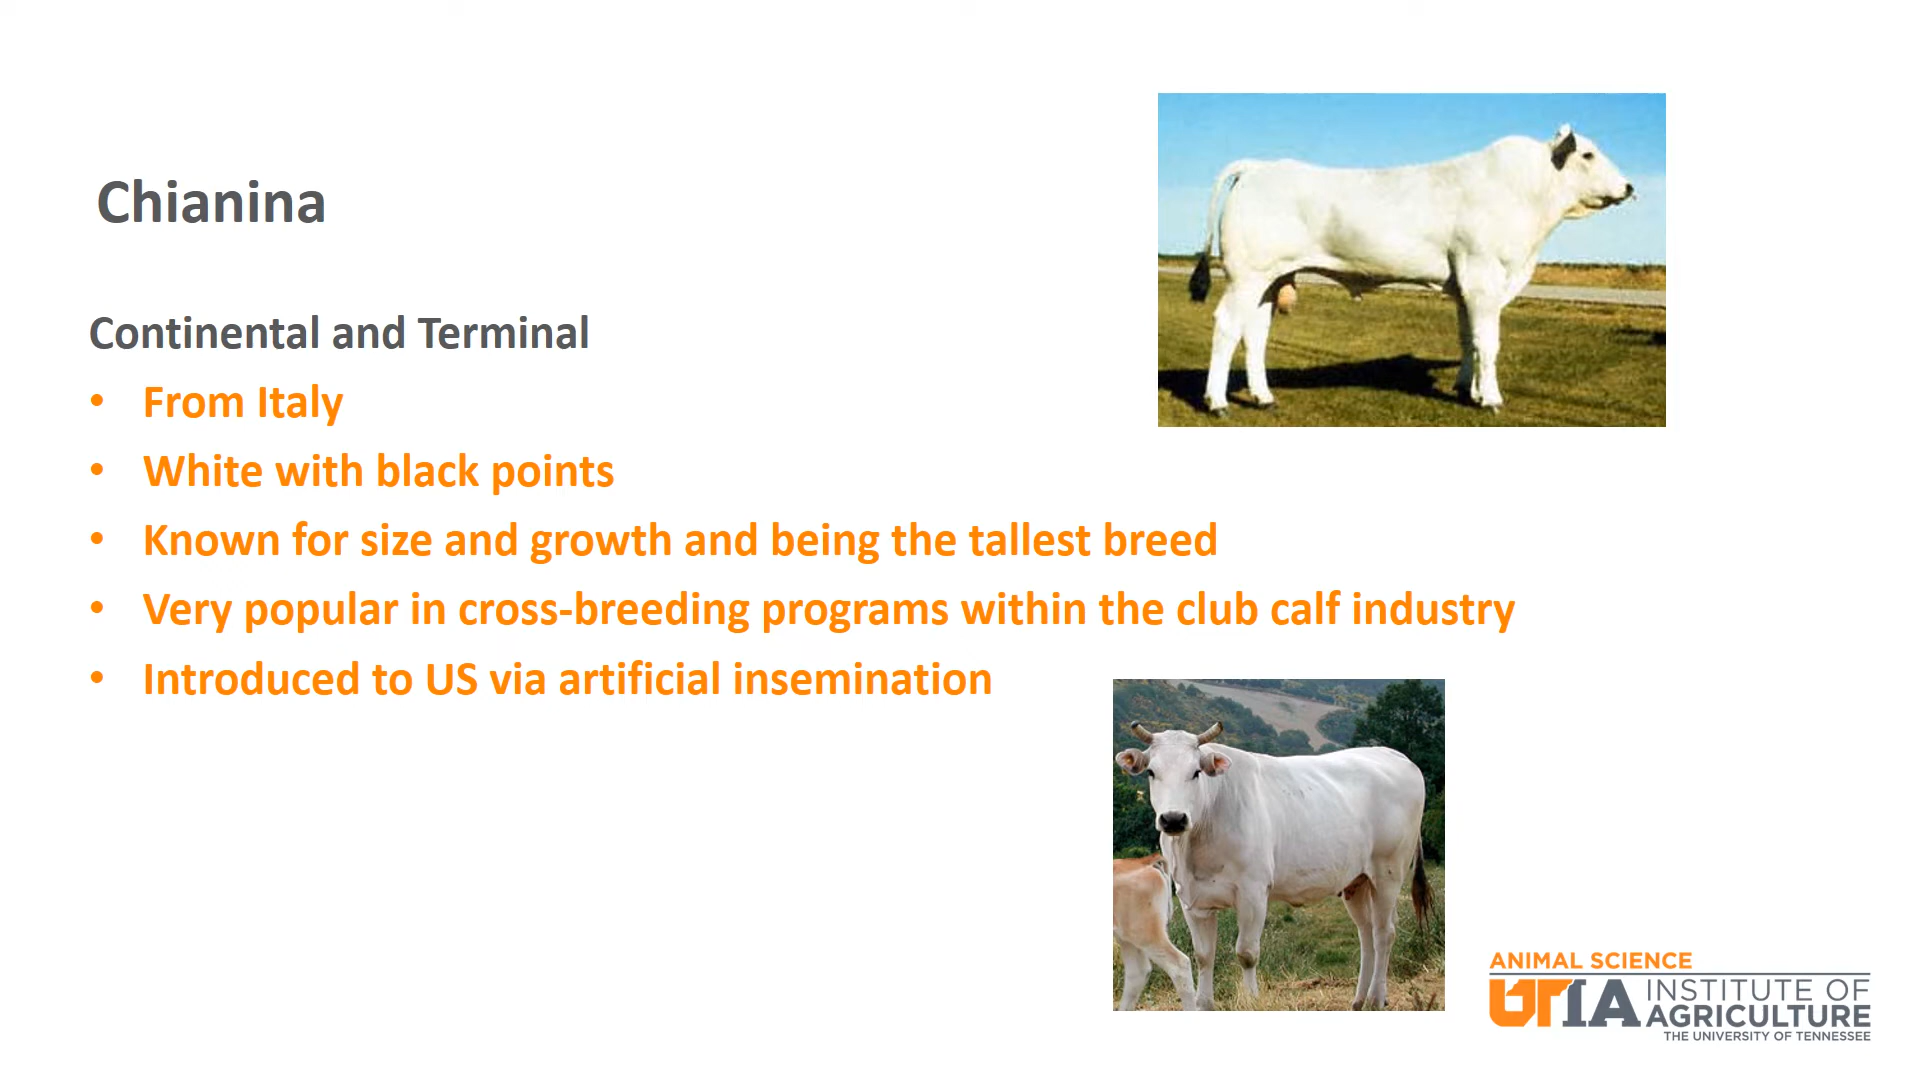 Chianina
Continental and Terminal
• From Italy
• White with black points
• Known for size and growth and being the tallest breed
• Very popular in cross-breeding programs within the club calf industry
• Introduced to US via artificial insemination
ANIMAL SCIENCE
UTIA INSTITUTE OF
AGRICULTURE
THE UNIVERSITY OF TENNESSEE